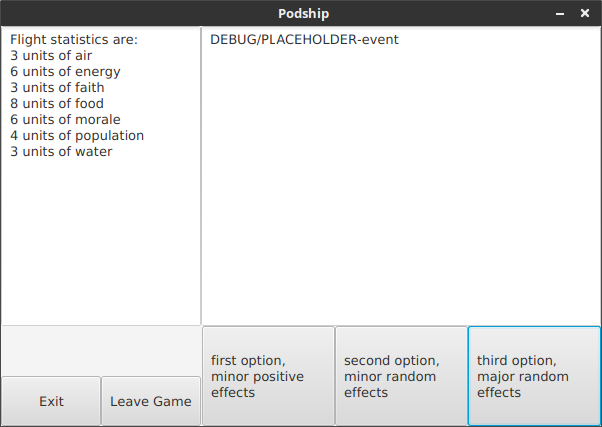 Podship
Flight statistics are:
3 units of air
6 units of energy
3 units of faith
8 units of food
6 units of morale
4 units of population
3 units of water
DEBUG/PLACEHOLDER-event
Exit
Leave Game
first option,
minor positive
effects
second option,
minor random
effects
third option,
major random
effects